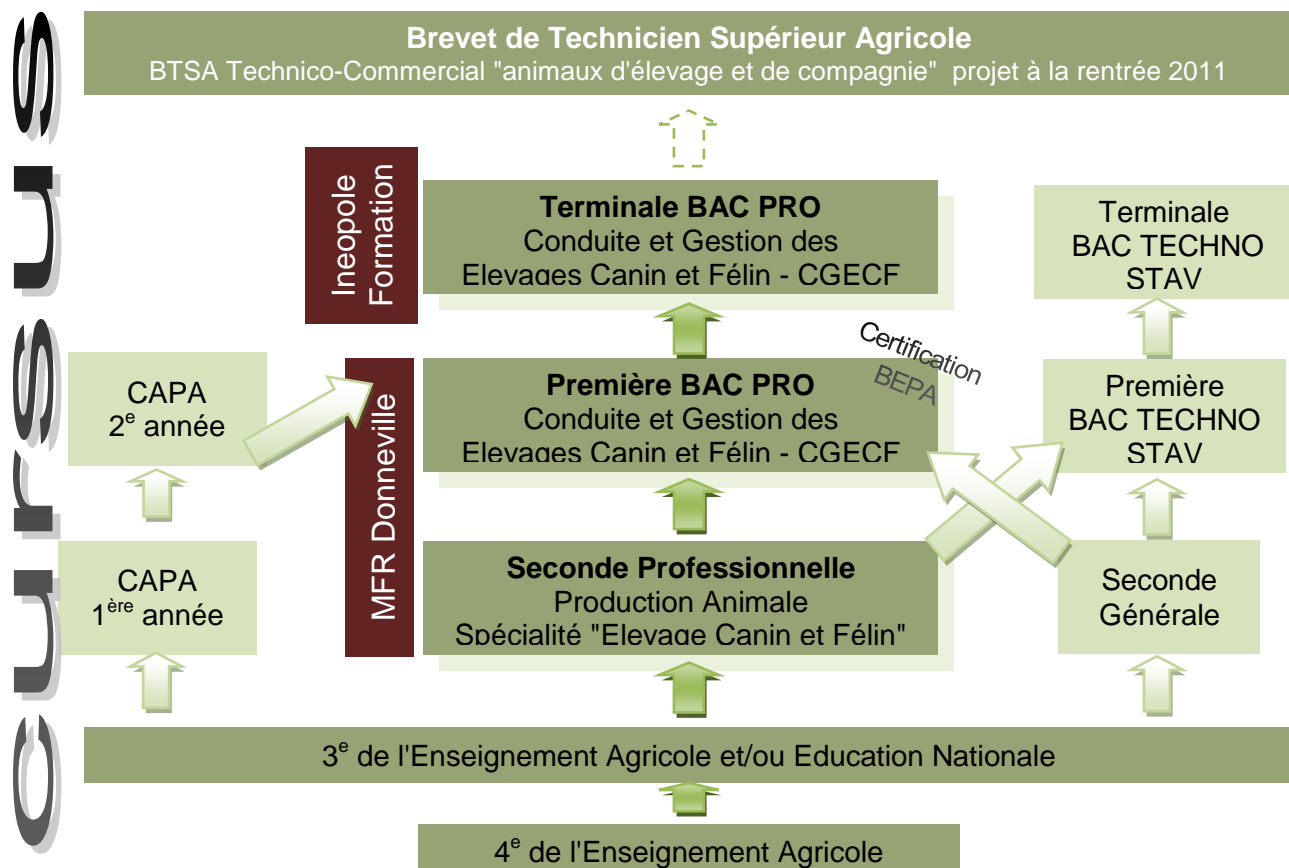 cursus
Brevet de Technicien Supérieur Agricole
BTSA Technico-Commercial "animaux d'élevage et de compagnie" projet à la rentrée 2011
Ineopole
Formation
Terminale BAC PRO
Conduite et Gestion des
Elevages Canin et Félin - CGECF
Terminale
BAC TECHNO
STAV
Certification
BEPA
CAPA
2e année
MFR Donneville
Première BAC PRO
Conduite et Gestion des
Elevages Canin et Félin - CGECF
Première
BAC TECHNO
STAV
CAPA
1ère année
Seconde Professionnelle
Production Animale
Spécialité "Elevage Canin et Félin"
Seconde
Générale
3e de l'Enseignement Agricole et/ou Education Nationale
4e de l'Enseignement Agricole